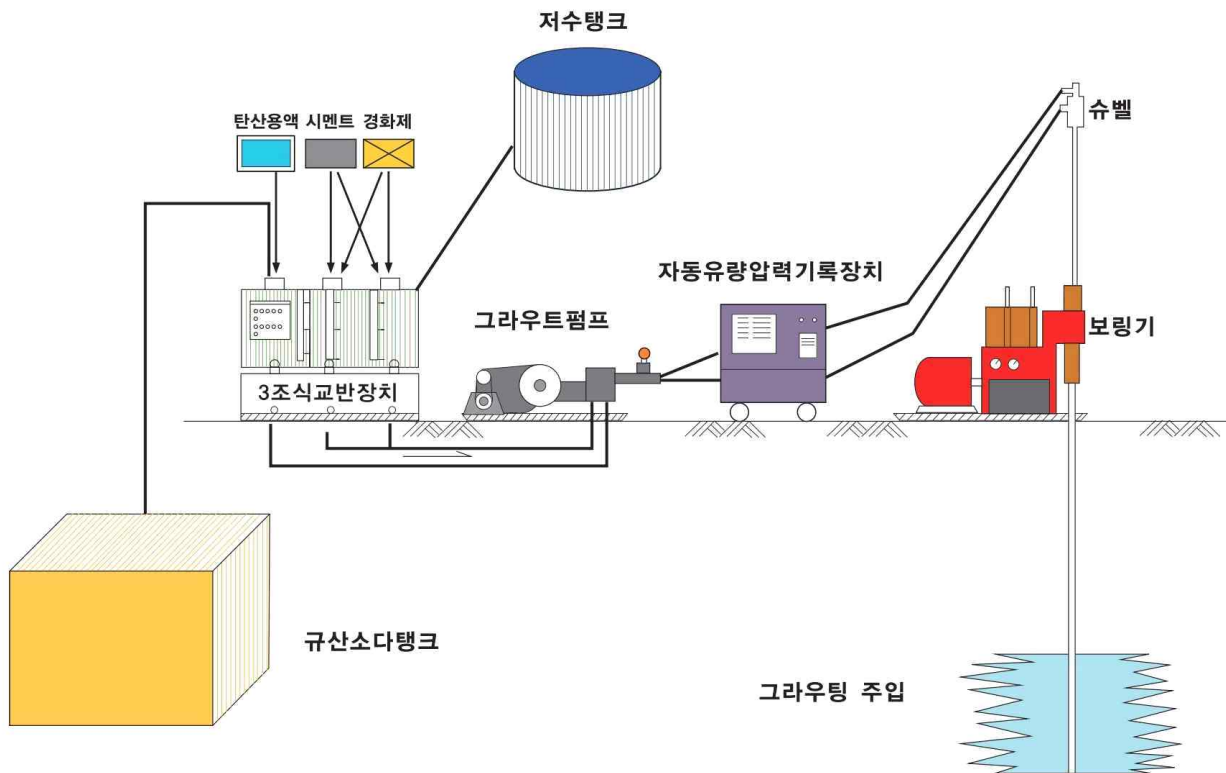 저수탱크
탄산용액 시멘트 경화제
슈벨
자동유량압력기록장치
그라우트펌프
보링기
3조식교반장치
규산소다탱크
그라우팅 주입